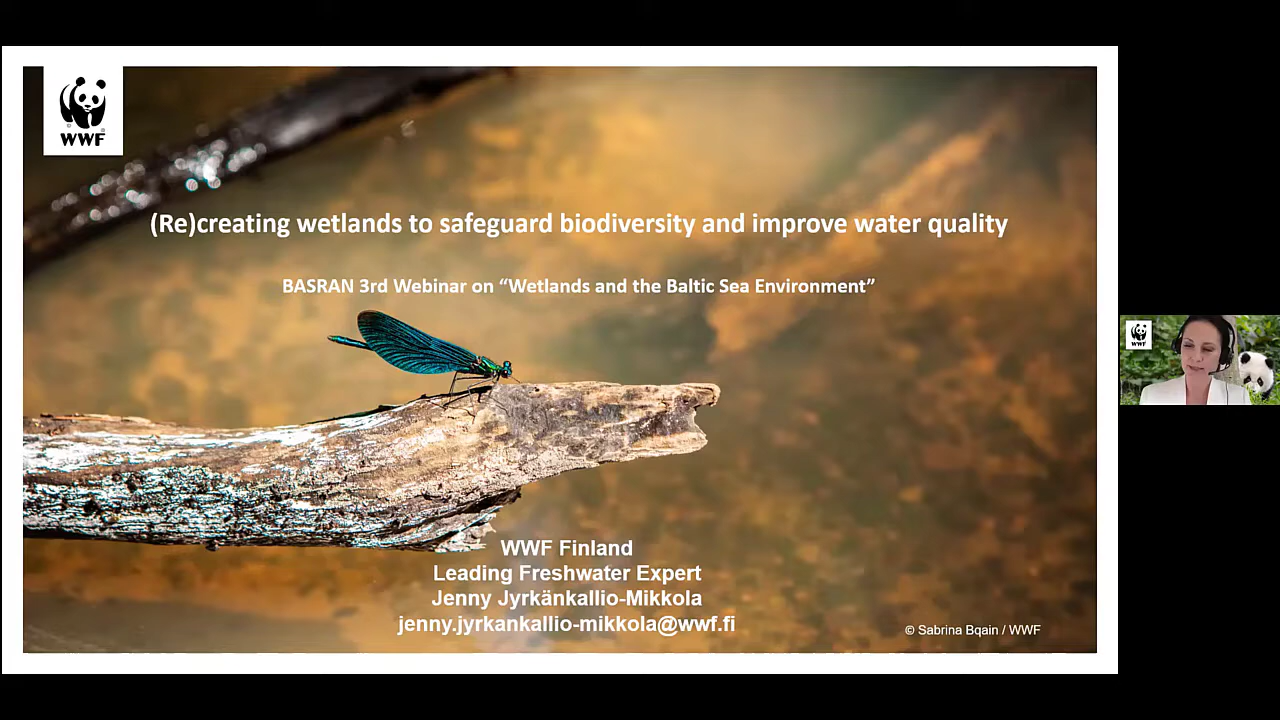 WWF
(Re)creating wetlands to safeguard biodiversity and improve water quality
BASRAN 3rd Webinar on “Wetlands and the Baltic Sea Environment”
WWF Finland
Leading Freshwater Expert
Jenny Jyrkänkallio-Mikkola
jenny.jyrkankallio-mikkola@wwf.fi
© Sabrina Bqain / WWF
WWF